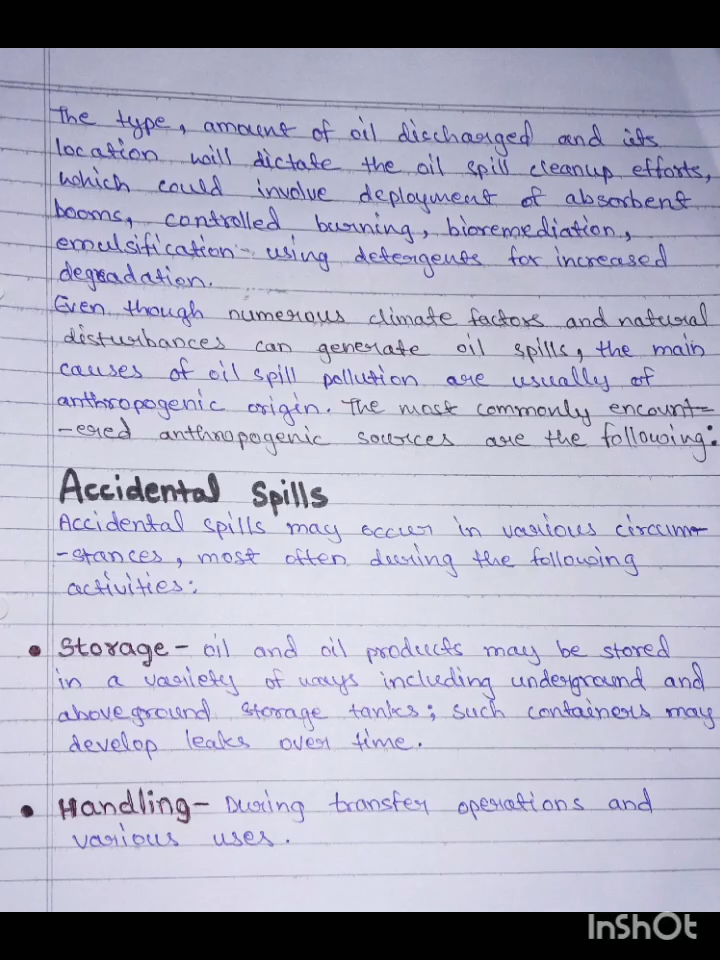 The type, amount of oil discharged and its
location will dictate the oil spill cleanup efforts,
which could involve deployment of absorbent
booms, controlled burning, bioremediation,
emulsification - using detergents for increased
degradation.
Even though numerous climate factors and natural
disturbances can generate oil spills, the main
causes of oil spill pollution are usually of
anthropogenic origin. The most commonly encount-
-ered anthropogenic sources are the following:
Accidental Spills
Accidental spills may occur in various circum-
-stances, most often during the following
activities:
• Storage - oil and oil products may be stored
in a variety of ways including underground and
aboveground storage tanks; such containers may
develop leaks over time.
• Handling - During transfer operations and
various uses.
InShOt